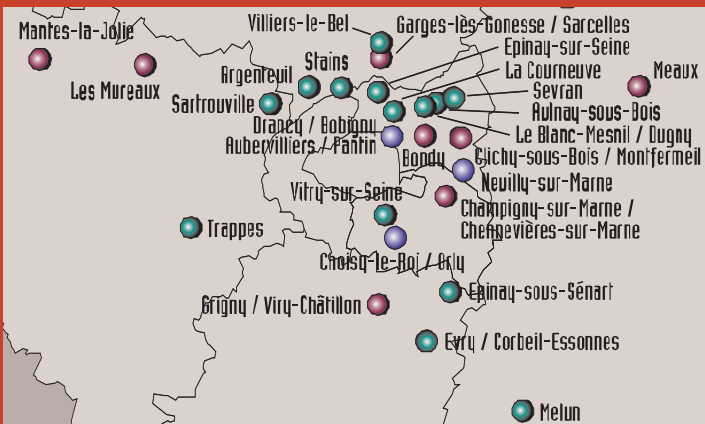 Villiers-le-Bel
Garges-lès-Gonesse / Sarcelles
Mantes-la-Jolie
Epinay-sur-Seine
Stains
La Courneuve
Meaux
Argenteuil
Les Mureaux
Sevran
Sartrouville
Aulnay-sous-Bois
Drancy / Bobigny
Le Blanc-Mesnil / Dugny
Aubervilliers / Pantin
Bondy
Clichy-sous-Bois / Montfermeil
Neuilly-sur-Marne
Vitry-sur-Seine
Champigny-sur-Marne /
Chennevières-sur-Marne
Trappes
Choisy-le-Roi / Orly
Epinay-sous-Sénart
Grigny / Viry-Châtillon
Evry / Corbeil-Essonnes
Melun